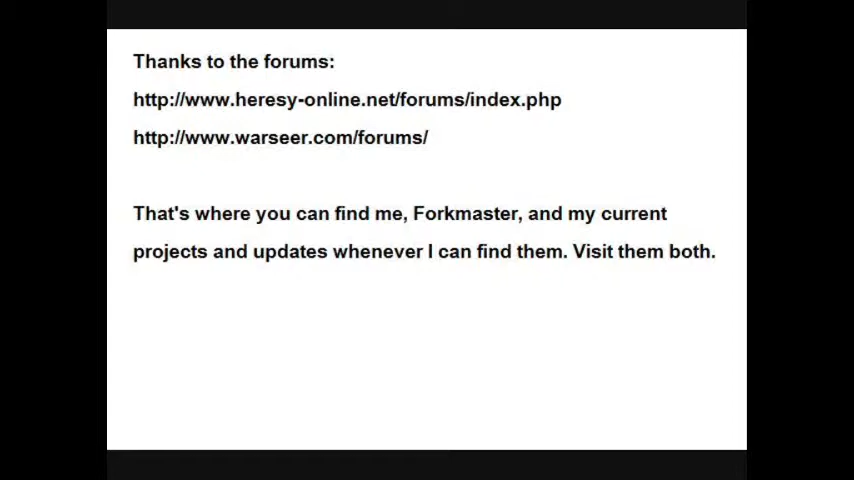 Thanks to the forums:
http://www.heresy-online.net/forums/index.php
http://www.warseer.com/forums/
That's where you can find me, Forkmaster, and my current
projects and updates whenever I can find them. Visit them both.